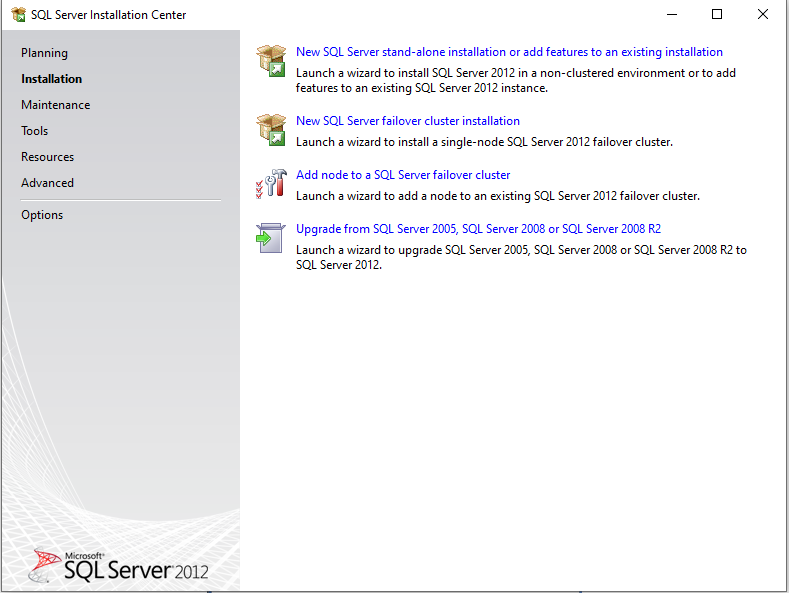 SQL Server Installation Center
Planning
Installation
Maintenance
Tools
Resources
Advanced
Options
New SQL Server stand-alone installation or add features to an existing installation
Launch a wizard to install SQL Server 2012 in a non-clustered environment or to add
features to an existing SQL Server 2012 instance.
New SQL Server failover cluster installation
Launch a wizard to install a single-node SQL Server 2012 failover cluster.
Add node to a SQL Server failover cluster
Launch a wizard to add a node to an existing SQL Server 2012 failover cluster.
Upgrade from SQL Server 2005, SQL Server 2008 or SQL Server 2008 R2
Launch a wizard to upgrade SQL Server 2005, SQL Server 2008 or SQL Server 2008 R2 to
SQL Server 2012.
Microsoft®
SQL Server 2012